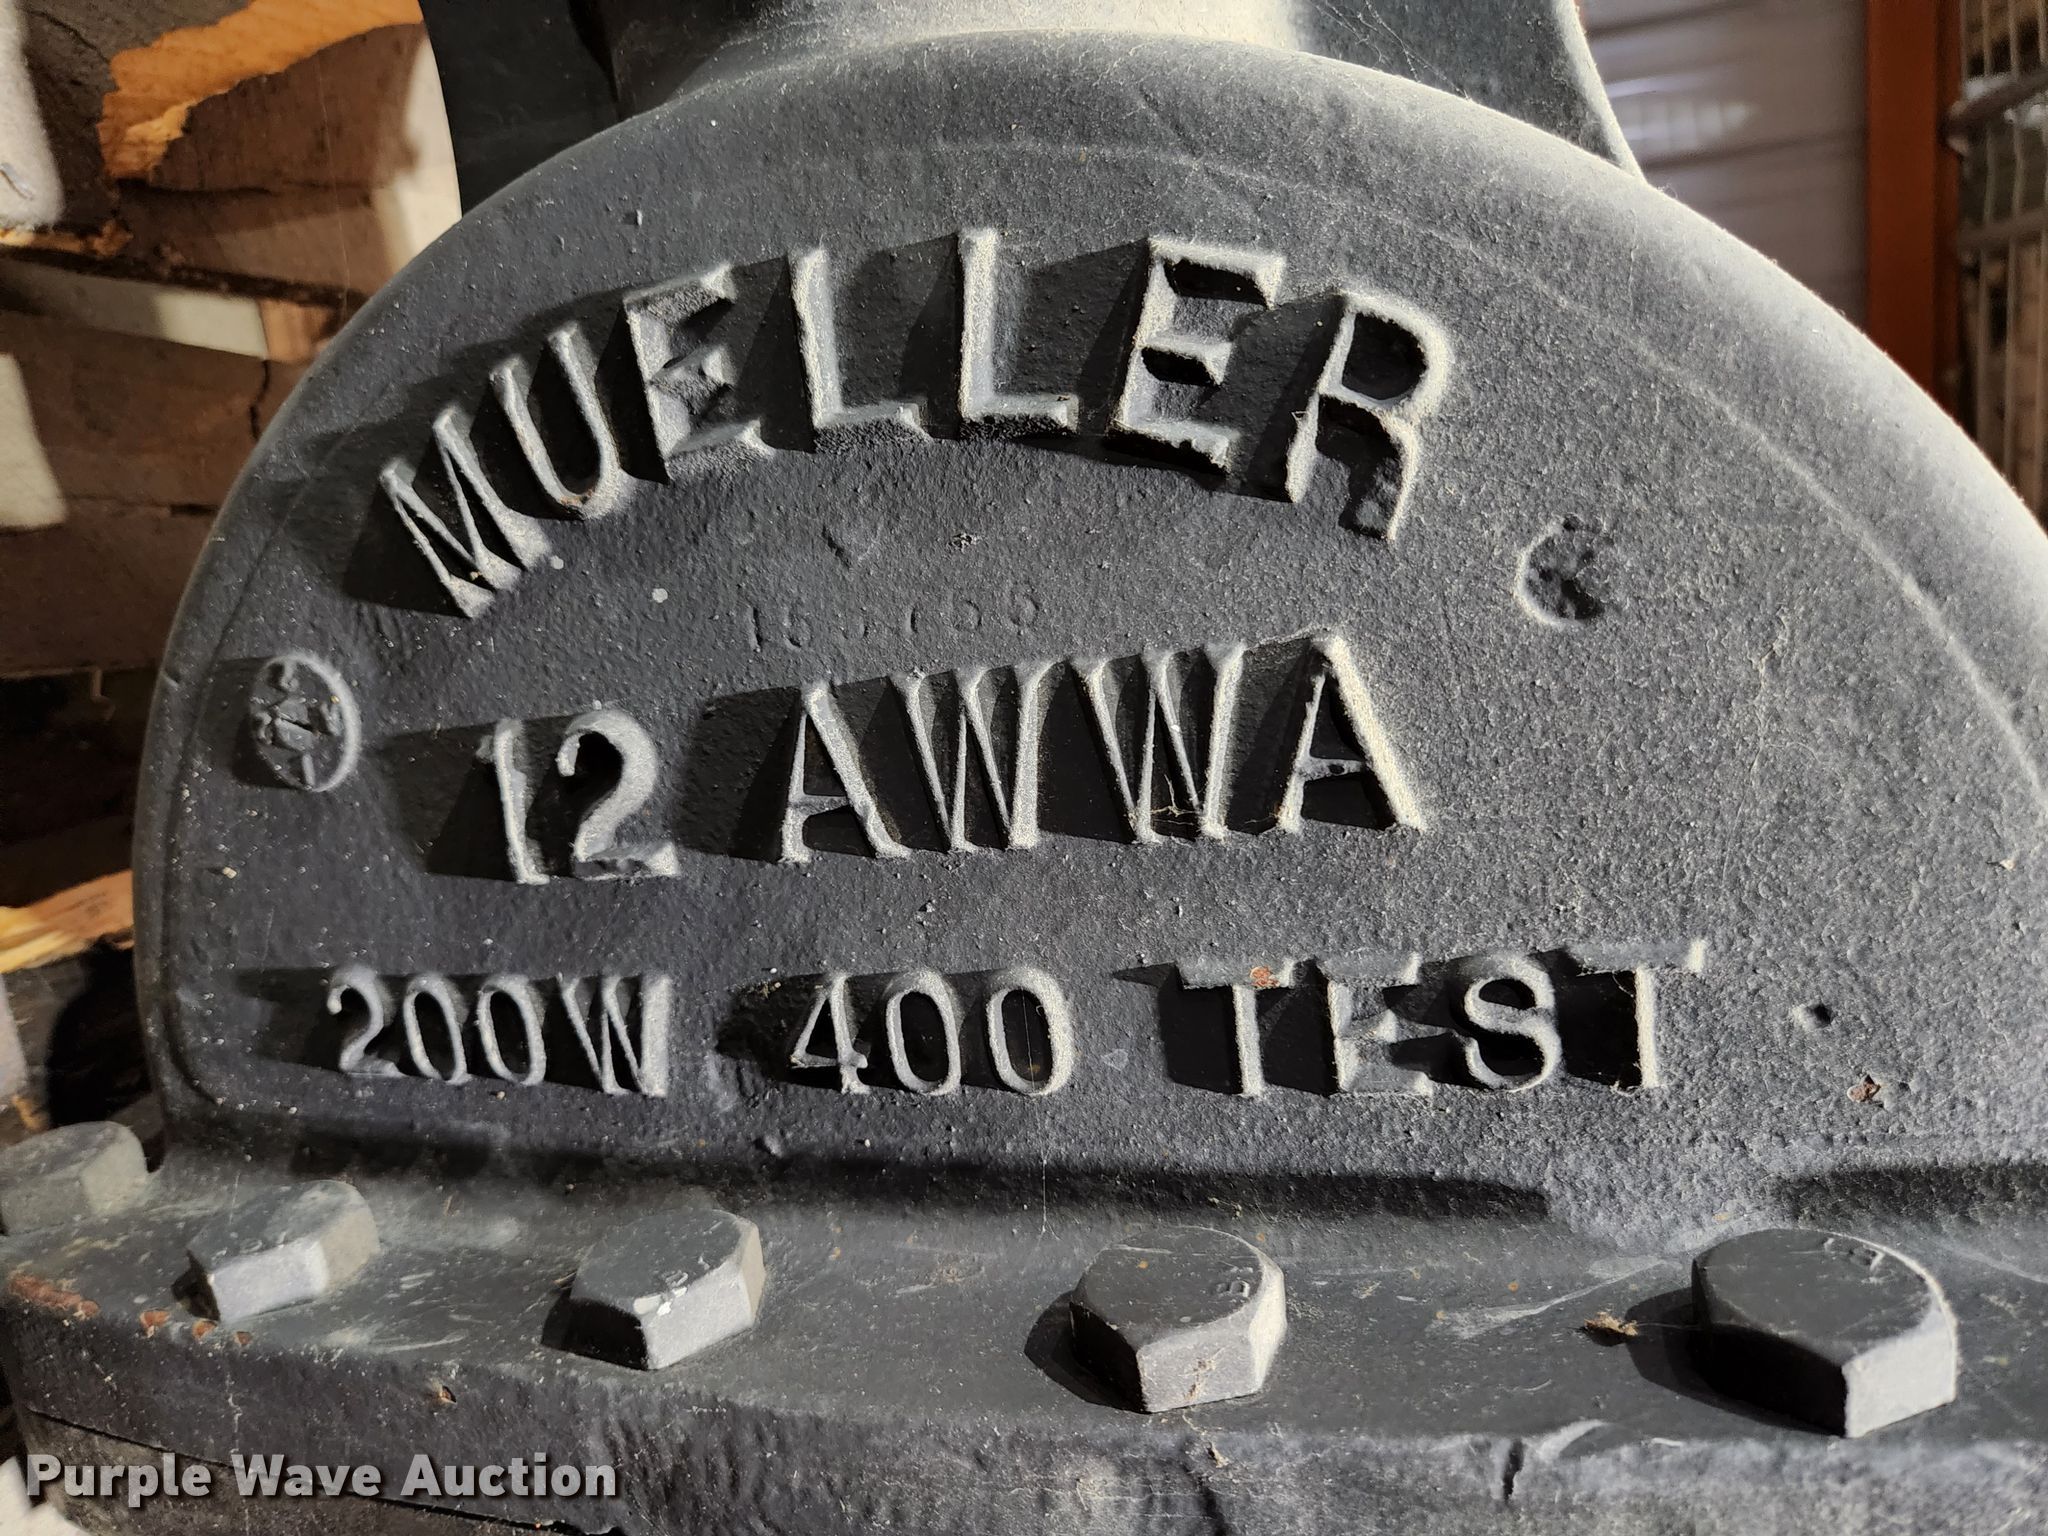 MUELLER
12 AWWA
200W 400 TEST
Purple Wave Auction